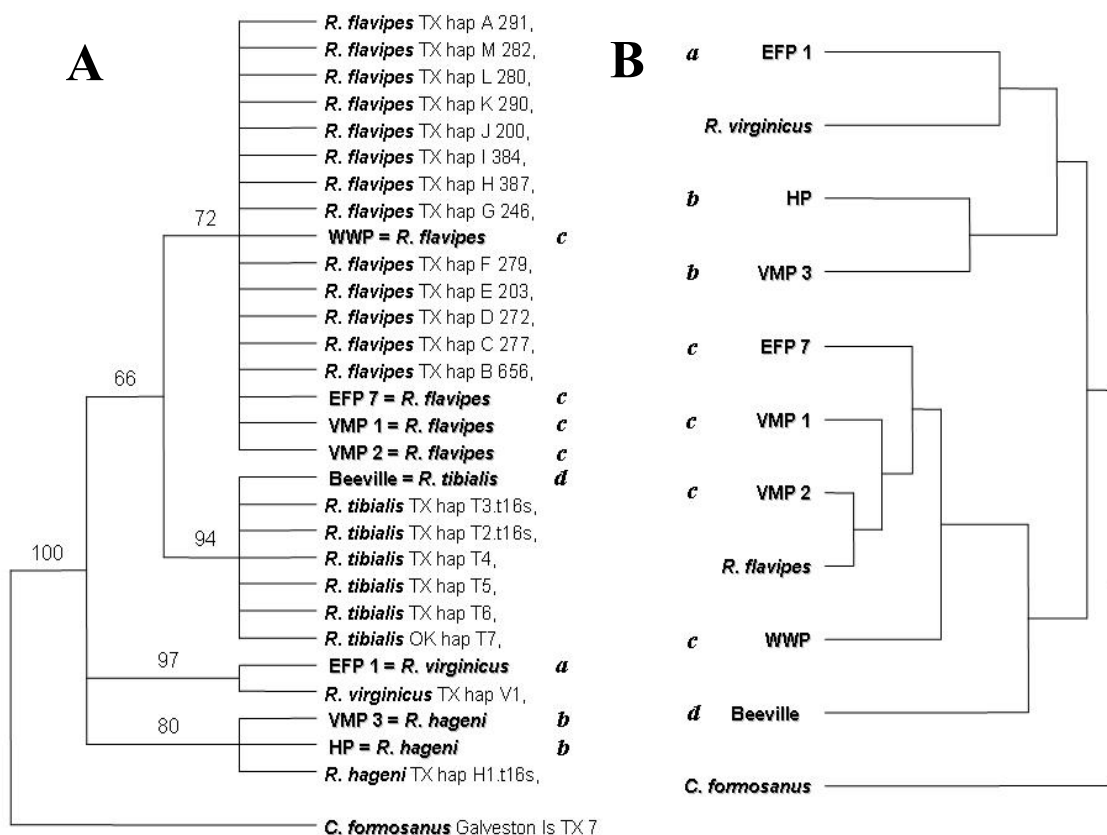 A
R. flavipes TX hap A 291,
R. flavipes TX hap M 282,
R. flavipes TX hap L 280,
R. flavipes TX hap K 290,
R. flavipes TX hap J 200,
R. flavipes TX hap I 384,
R. flavipes TX hap H 387,
R. flavipes TX hap G 246,
72
WWP = R. flavipes c
R. flavipes TX hap F 279,
R. flavipes TX hap E 203,
R. flavipes TX hap D 272,
R. flavipes TX hap C 277,
R. flavipes TX hap B 656,
66
EFP 7 = R. flavipes c
VMP 1 = R. flavipes c
VMP 2 = R. flavipes c
Beeville = R. tibialis d
R. tibialis TX hap T3.t16s,
R. tibialis TX hap T2.t16s,
94
R. tibialis TX hap T4,
100
R. tibialis TX hap T5,
R. tibialis TX hap T6,
R. tibialis OK hap T7,
97
EFP 1 = R. virginicus a
R. virginicus TX hap V1,
VMP 3 = R. hageni b
80
HP = R. hageni b
R. hageni TX hap H1.t16s,
C. formosanus Galveston Is TX 7
B
a EFP 1
R. virginicus
b HP
b VMP 3
c EFP 7
c VMP 1
c VMP 2
R. flavipes
c WWP
d Beeville
C. formosanus